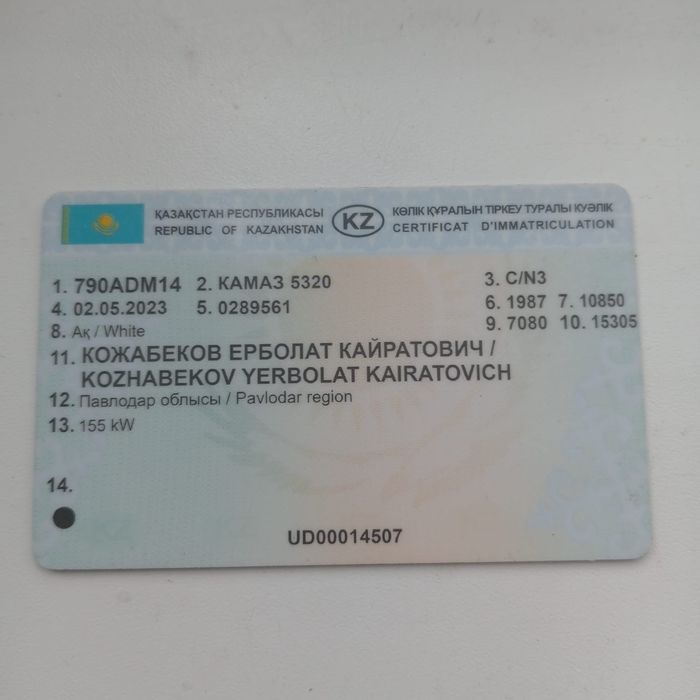 ҚАЗАҚСТАН РЕСПУБЛИКАСЫ
REPUBLIC OF KAZAKHSTAN
KZ
КӨЛІК ҚҰРАЛЫН ТІРКЕУ ТУРАЛЫ КУӘЛІК
CERTIFICAT D'IMMATRICULATION
1. 790ADM14 2. КАМАЗ 5320 3. C/N3
4. 02.05.2023 5. 0289561 6. 1987 7. 10850
8. Ақ / White 9. 7080 10. 15305
11. КОЖАБЕКОВ ЕРБОЛАТ КАЙРАТОВИЧ /
KOZHABEKOV YERBOLAT KAIRATOVICH
12. Павлодар облысы / Pavlodar region
13. 155 kW
14.
UD00014507